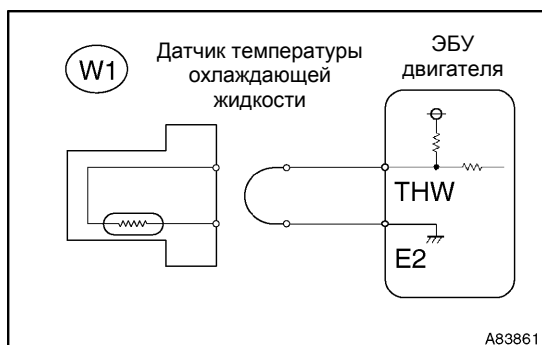 W1
Датчик температуры
охлаждающей
жидкости
ЭБУ
двигателя
THW
E2
A83861